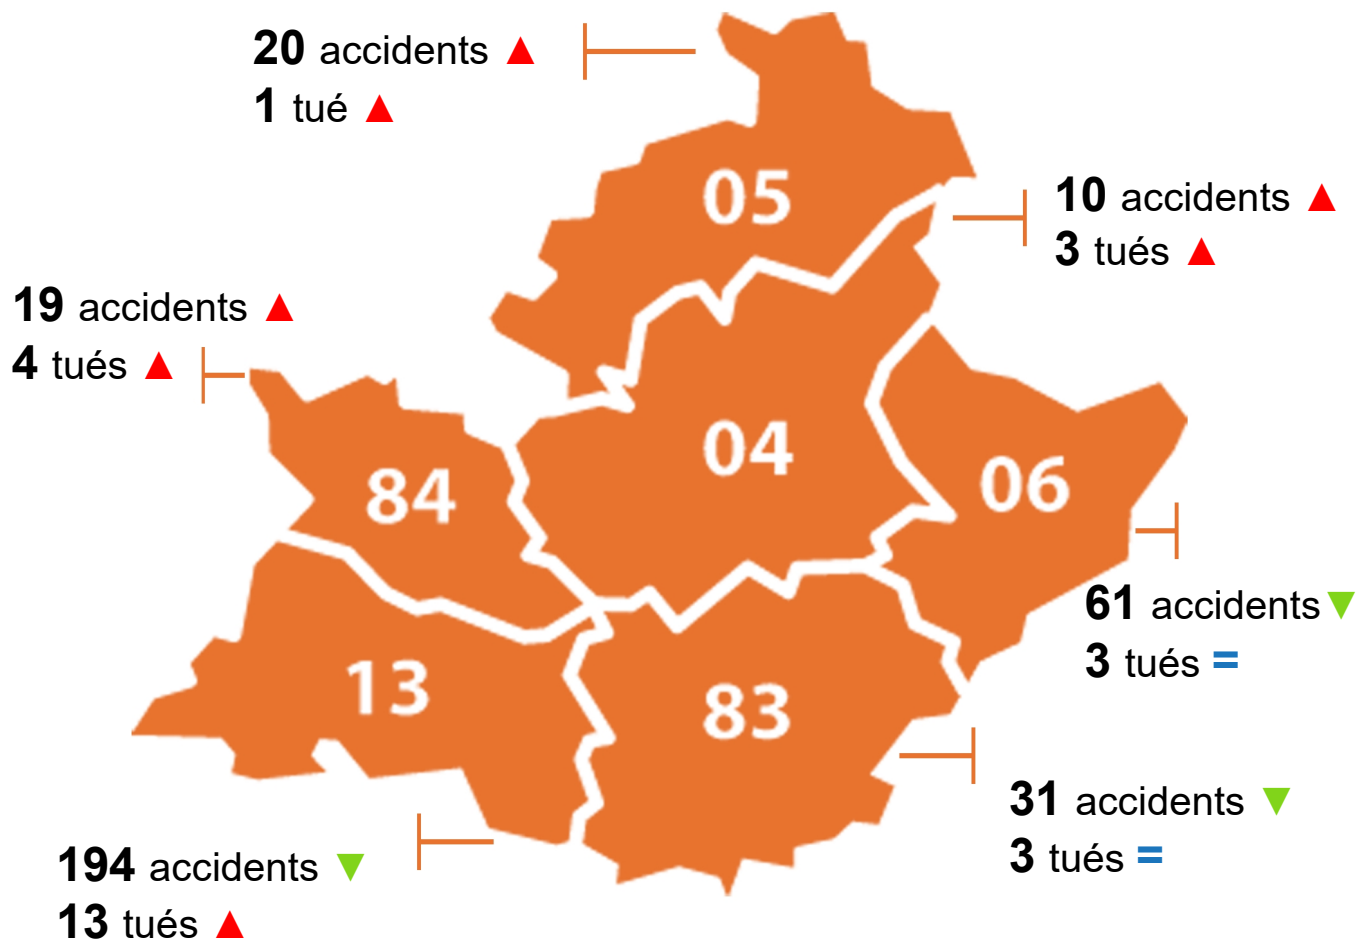 20 accidents ▲
1 tué ▲
05
10 accidents ▲
3 tués ▲
19 accidents ▲
4 tués ▲
84
04
06
61 accidents ▼
3 tués =
13
83
31 accidents ▼
3 tués =
194 accidents ▼
13 tués ▲